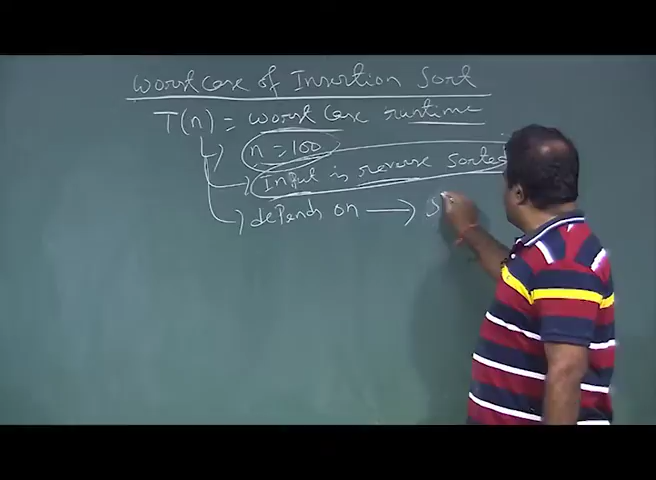 Worst Case of Insertion Sort
T(n) = worst case runtime
n = 100
Input is reverse sorted
depends on → S